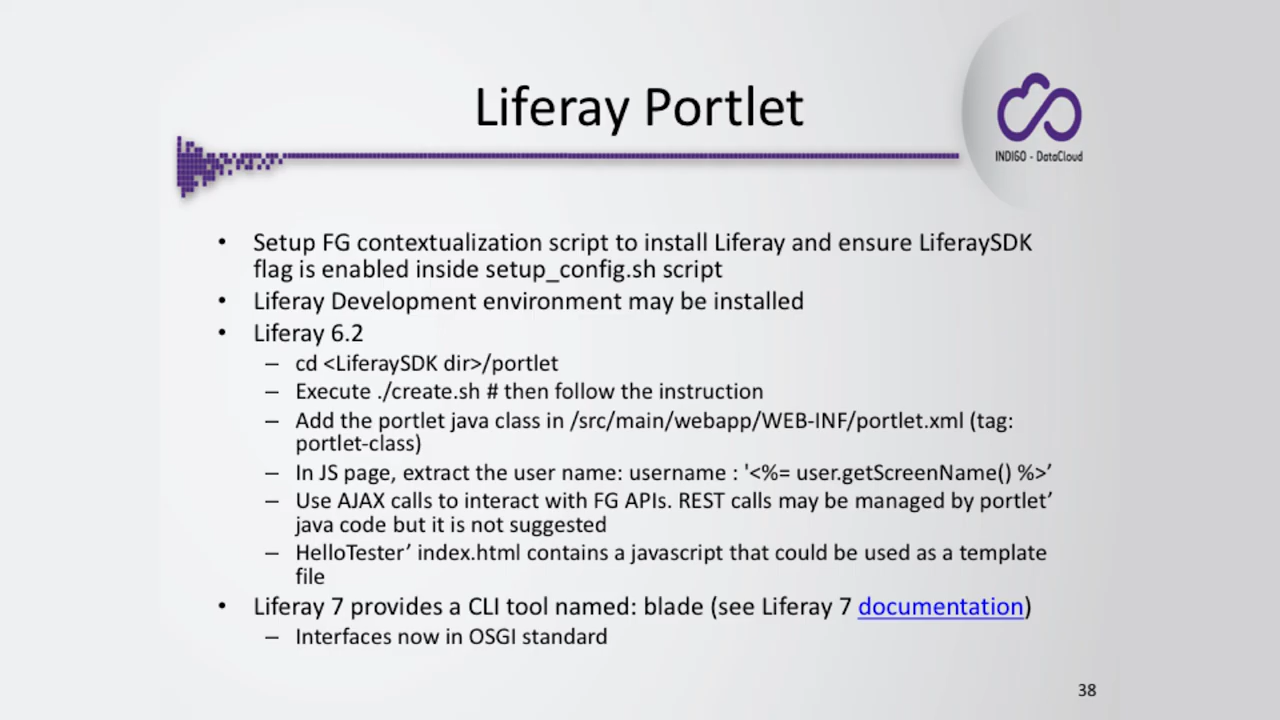 Liferay Portlet
INDIGO - DataCloud
• Setup FG contextualization script to install Liferay and ensure LiferaySDK
flag is enabled inside setup_config.sh script
• Liferay Development environment may be installed
• Liferay 6.2
– cd <LiferaySDK dir>/portlet
– Execute ./create.sh # then follow the instruction
– Add the portlet java class in /src/main/webapp/WEB-INF/portlet.xml (tag:
portlet-class)
– In JS page, extract the user name: username : '<%= user.getScreenName() %>’
– Use AJAX calls to interact with FG APIs. REST calls may be managed by portlet’
java code but it is not suggested
– HelloTester’ index.html contains a javascript that could be used as a template
file
• Liferay 7 provides a CLI tool named: blade (see Liferay 7 documentation)
– Interfaces now in OSGI standard
38